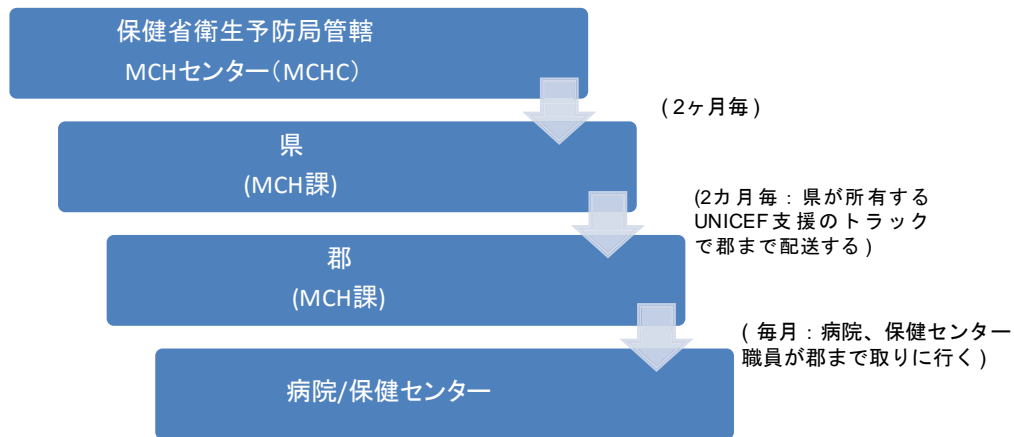 保健省衛生予防局管轄
MCHセンター（MCHC）
(2ヶ月毎)
県
(MCH課)
(2カ月毎：県が所有する
UNICEF支援のトラック
で郡まで配送する)
郡
(MCH課)
(毎月：病院、保健センター
職員が郡まで取りに行く)
病院/保健センター